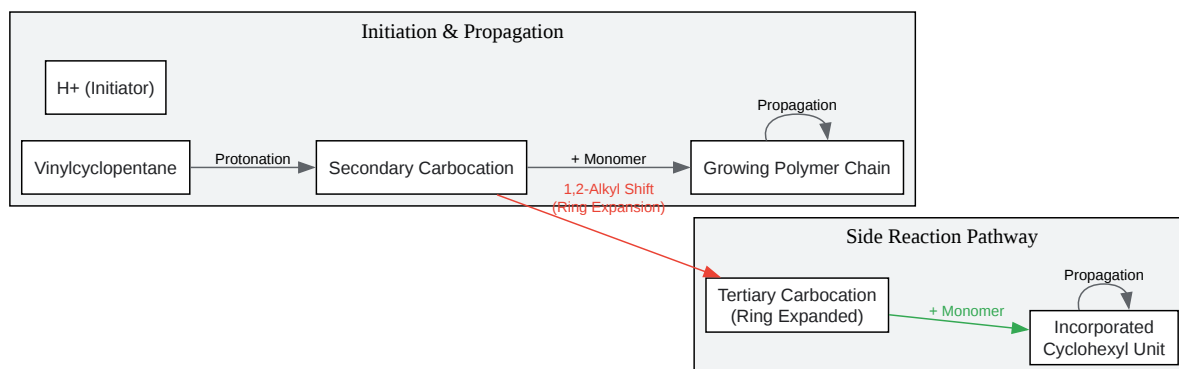 Initiation & Propagation
H+ (Initiator)
Vinylcyclopentane
Protonation
Secondary Carbocation
+ Monomer
Propagation
Growing Polymer Chain
1,2-Alkyl Shift
(Ring Expansion)
Side Reaction Pathway
Tertiary Carbocation
(Ring Expanded)
+ Monomer
Propagation
Incorporated
Cyclohexyl Unit